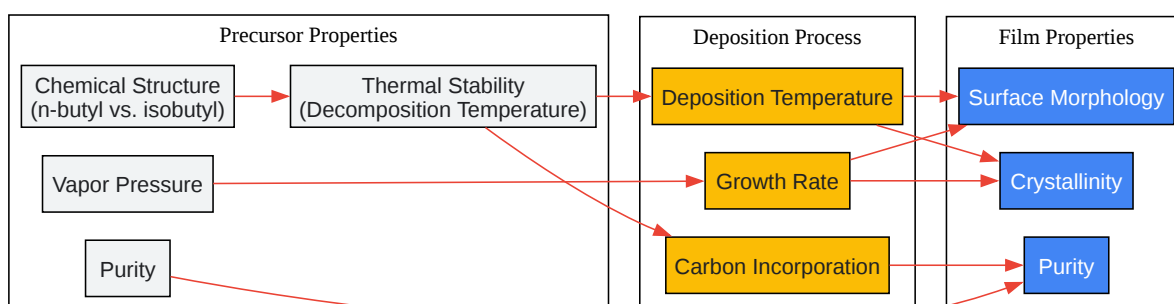 Precursor Properties
Chemical Structure
(n-butyl vs. isobutyl)
Thermal Stability
(Decomposition Temperature)
Vapor Pressure
Purity
Deposition Process
Deposition Temperature
Growth Rate
Carbon Incorporation
Film Properties
Surface Morphology
Crystallinity
Purity